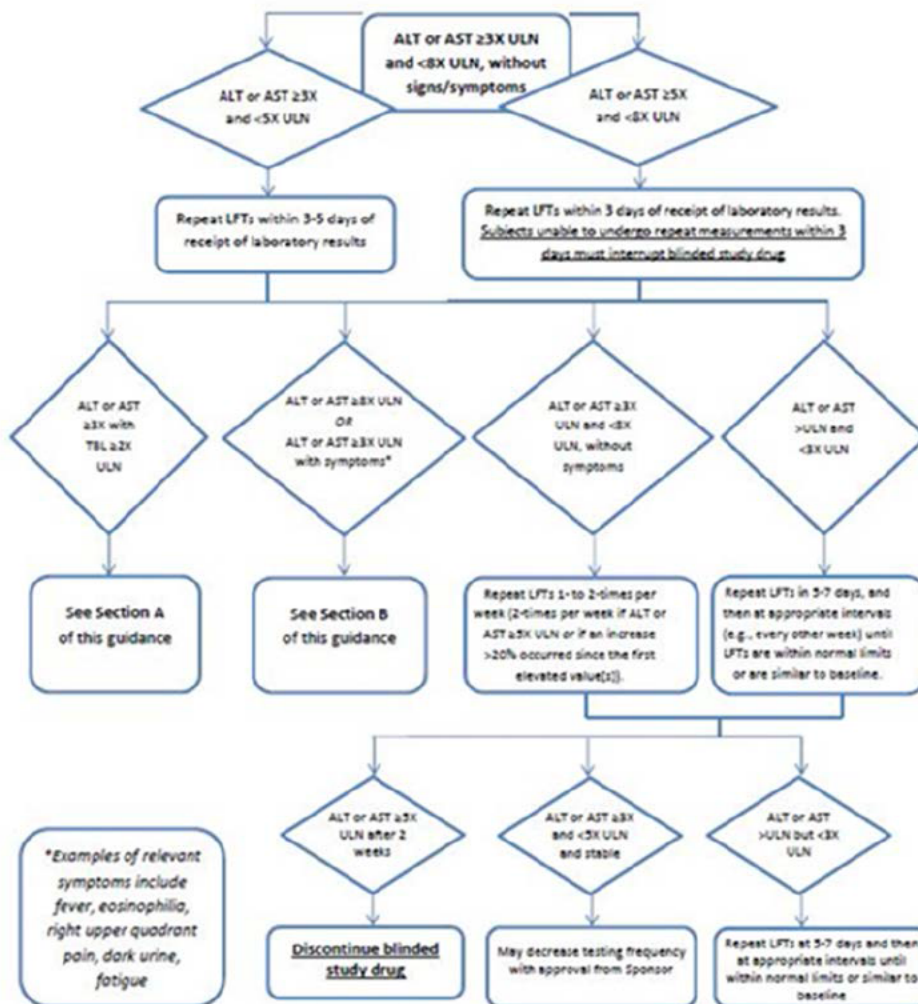 ALT or AST ≥3X ULN
and <8X ULN, without
signs/symptoms
ALT or AST ≥3X
and <5X ULN
ALT or AST ≥5X
and <8X ULN
Repeat LFTs within 3-5 days of
receipt of laboratory results
Repeat LFTs within 3 days of receipt of laboratory results.
Subjects unable to undergo repeat measurements within 3
days must interrupt blinded study drug
ALT or AST
≥3X with
TBL ≥2X
ULN
ALT or AST ≥8X ULN
OR
ALT or AST ≥3X ULN
with symptoms*
ALT or AST ≥3X
ULN and <8X
ULN, without
symptoms
ALT or AST
>ULN and
<3X ULN
See Section A
of this guidance
See Section B
of this guidance
Repeat LFTs 1- to 2-times per
week (2-times per week if ALT or
AST ≥5X ULN or if an increase
>20% occurred since the first
elevated value(s)).
Repeat LFTs in 5-7 days, and
then at appropriate intervals
(e.g., every other week) until
LFTs are within normal limits
or are similar to baseline.
ALT or AST ≥5X
ULN after 2
weeks
ALT or AST ≥3X
and <5X ULN
and stable
ALT or AST
>ULN but <3X
ULN
*Examples of relevant
symptoms include
fever, eosinophilia,
right upper quadrant
pain, dark urine,
fatigue
Discontinue blinded
study drug
May decrease testing frequency
with approval from Sponsor
Repeat LFTs at 5-7 days and then
at appropriate intervals until
within normal limits or similar to
baseline